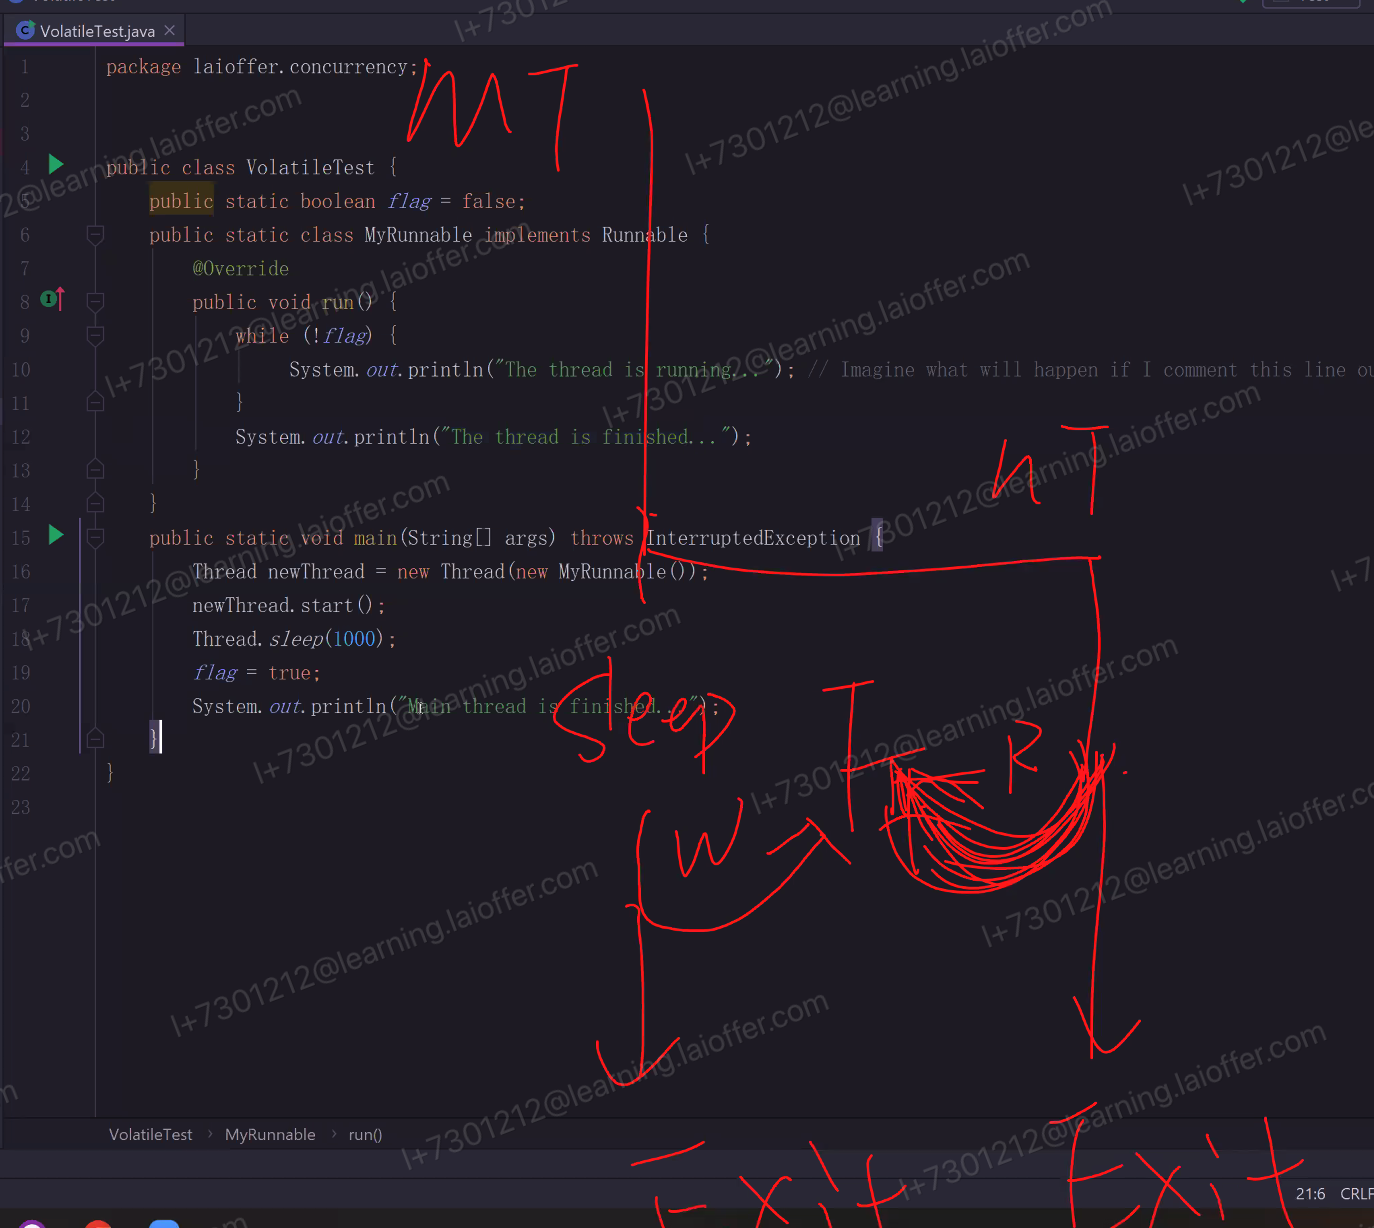 VolatileTest.java
1 package laioffer.concurrency;
2
3
4 public class VolatileTest {
5 public static boolean flag = false;
6 public static class MyRunnable implements Runnable {
7 @Override
8 public void run() {
9 while (!flag) {
10 System.out.println("The thread is running..."); // Imagine what will happen if I comment this line ou
11 }
12 System.out.println("The thread is finished...");
13 }
14 }
15 public static void main(String[] args) throws InterruptedException {
16 Thread newThread = new Thread(new MyRunnable());
17 newThread.start();
18 Thread.sleep(1000);
19 flag = true;
20 System.out.println("Main thread is finished...");
21 }
22 }
23
MT
nT
Sleep
F
R
W
Exit
Exit
VolatileTest > MyRunnable > run()
21:6 CRLF
l+7301212@learning.laioffer.com